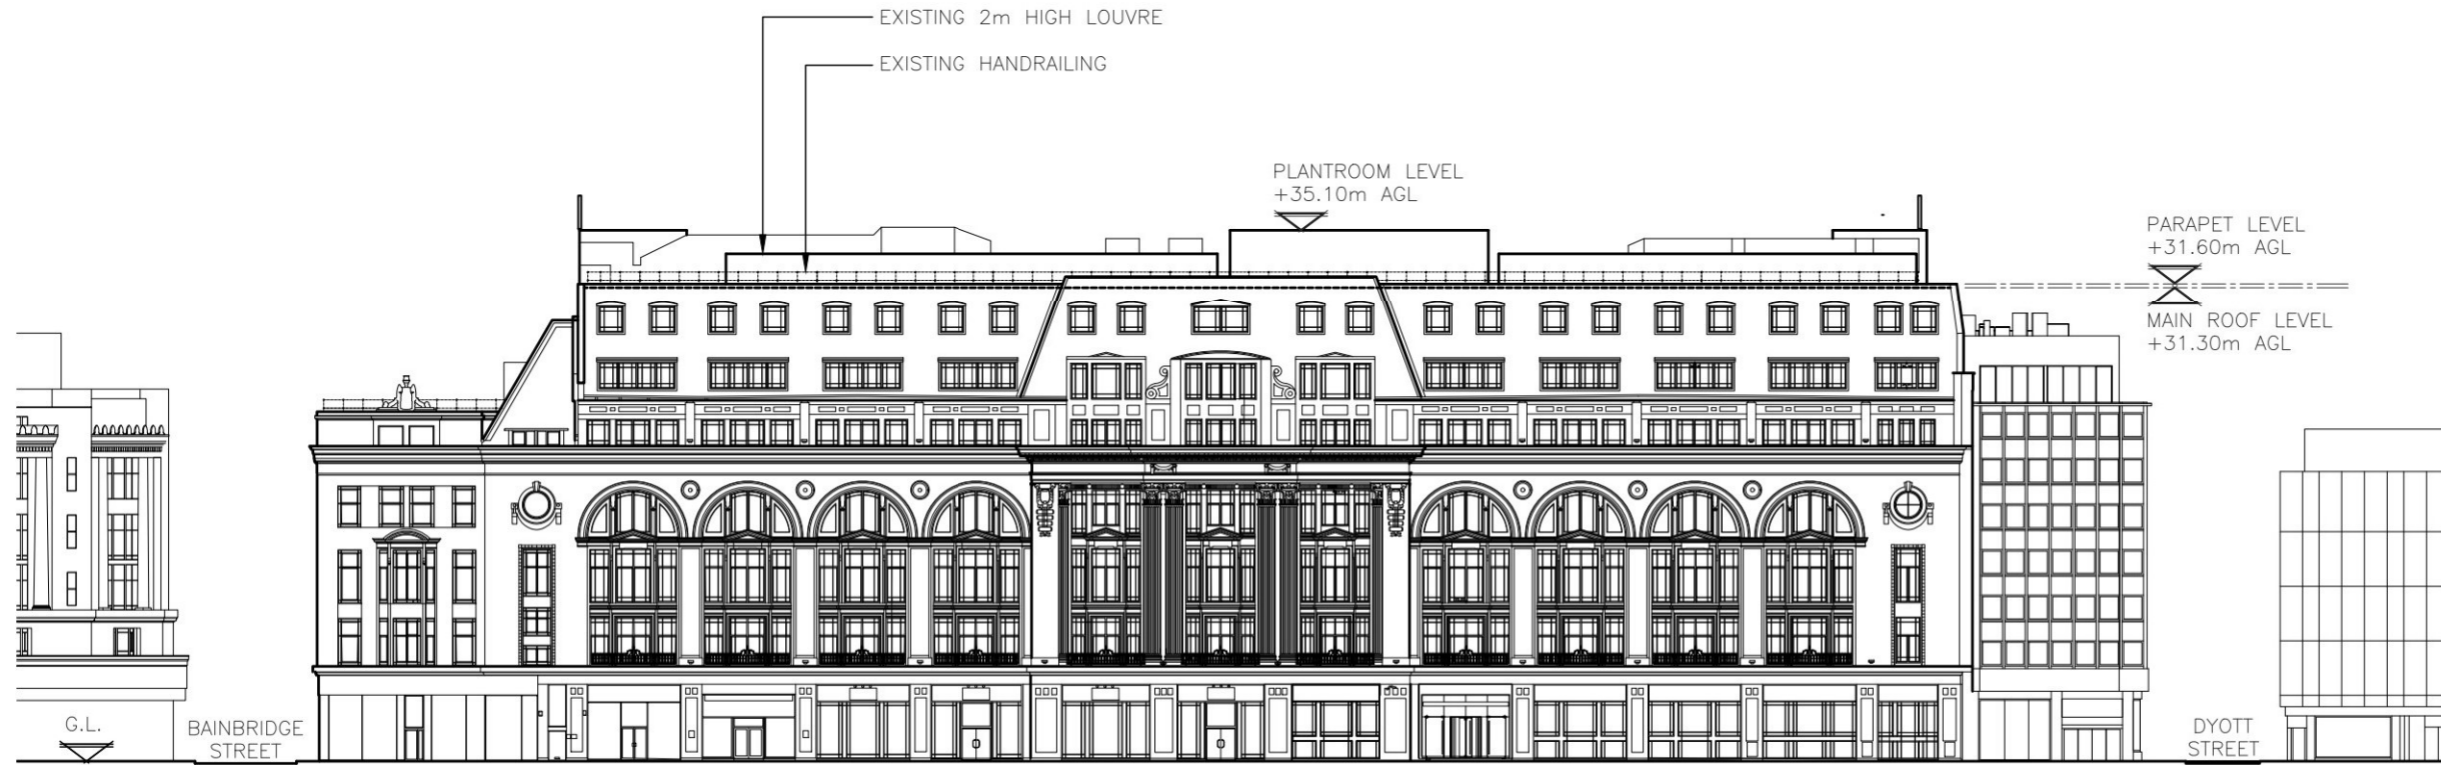 EXISTING 2m HIGH LOUVRE
EXISTING HANDRAILING
PLANTROOM LEVEL
+35.10m AGL
PARAPET LEVEL
+31.60m AGL
MAIN ROOF LEVEL
+31.30m AGL
G.L.
BAINBRIDGE
STREET
DYOTT
STREET